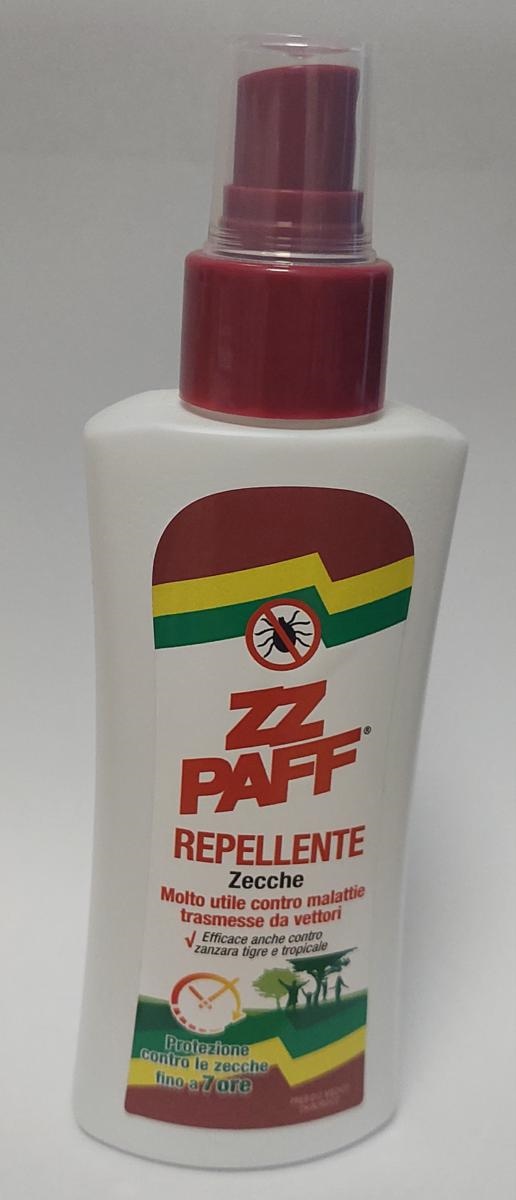 ZZ
PAFF®
REPELLENTE
Zecche
Molto utile contro malattie
trasmesse da vettori
√ Efficace anche contro
zanzara tigre e tropicale
Protezione
contro le zecche
fino a 7 ore